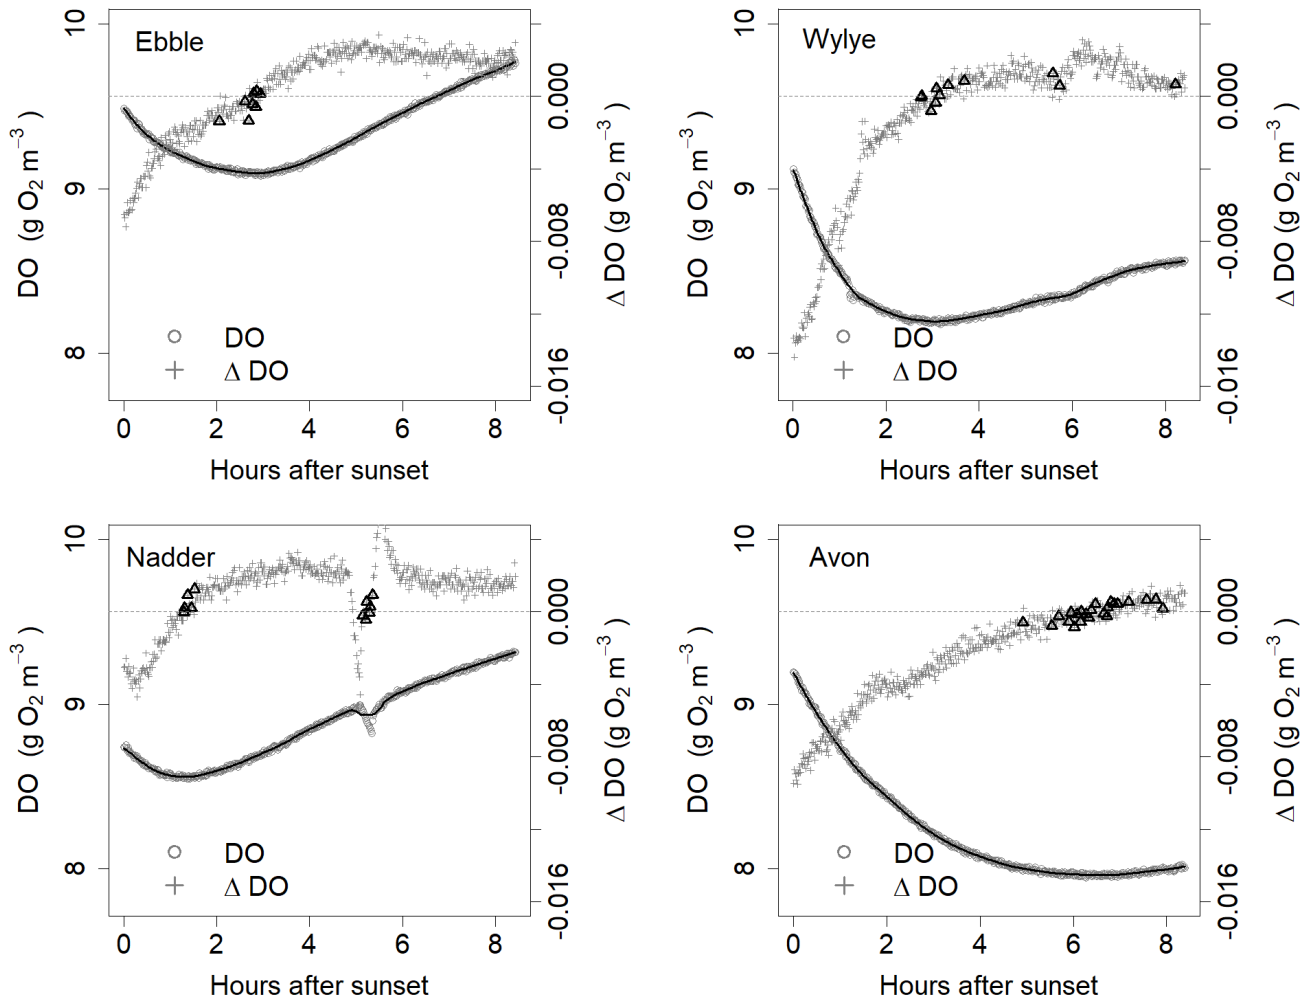 Ebble
10
9
8
DO (g O₂ m⁻³)
0.000
-0.008
-0.016
Δ DO (g O₂ m⁻³)
DO
Δ DO
0 2 4 6 8
Hours after sunset
Wylye
10
9
8
DO (g O₂ m⁻³)
0.000
-0.008
-0.016
Δ DO (g O₂ m⁻³)
DO
Δ DO
0 2 4 6 8
Hours after sunset
Nadder
10
9
8
DO (g O₂ m⁻³)
0.000
-0.008
-0.016
Δ DO (g O₂ m⁻³)
DO
Δ DO
0 2 4 6 8
Hours after sunset
Avon
10
9
8
DO (g O₂ m⁻³)
0.000
-0.008
-0.016
Δ DO (g O₂ m⁻³)
DO
Δ DO
0 2 4 6 8
Hours after sunset